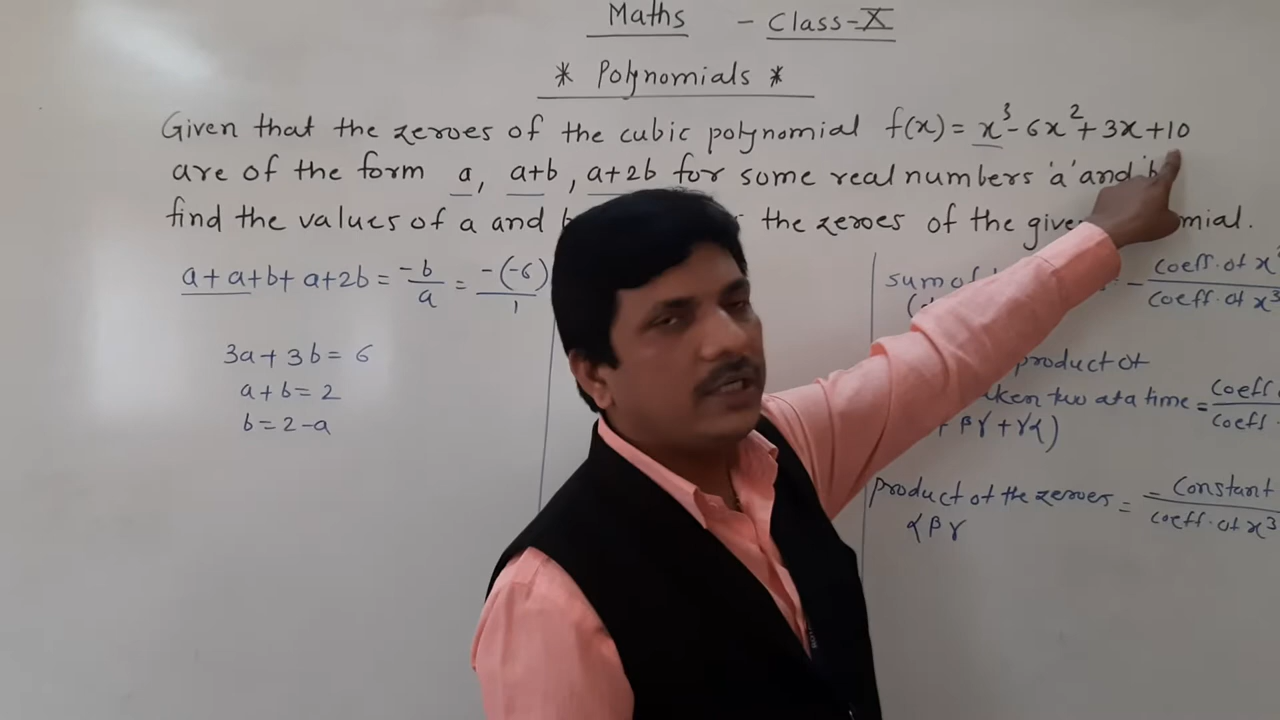 Maths - Class-X
* Polynomials *
Given that the zeroes of the cubic polynomial f(x) = x³- 6x²+ 3x+10
are of the form a, a+b, a+2b for some real numbers 'a' and 'b
find the values of a and the zeroes of the
a + a+b+ a+2b = -b/a = -(-6)/1
3a+3b= 6
a+b=2
b=2-a
sum of - coeff.of x / coeff.of x³
product of
taken two at a time = coeff / coeff
+ βγ + γα)
product of the zeroes = - constant / coeff.of x³
αβγ